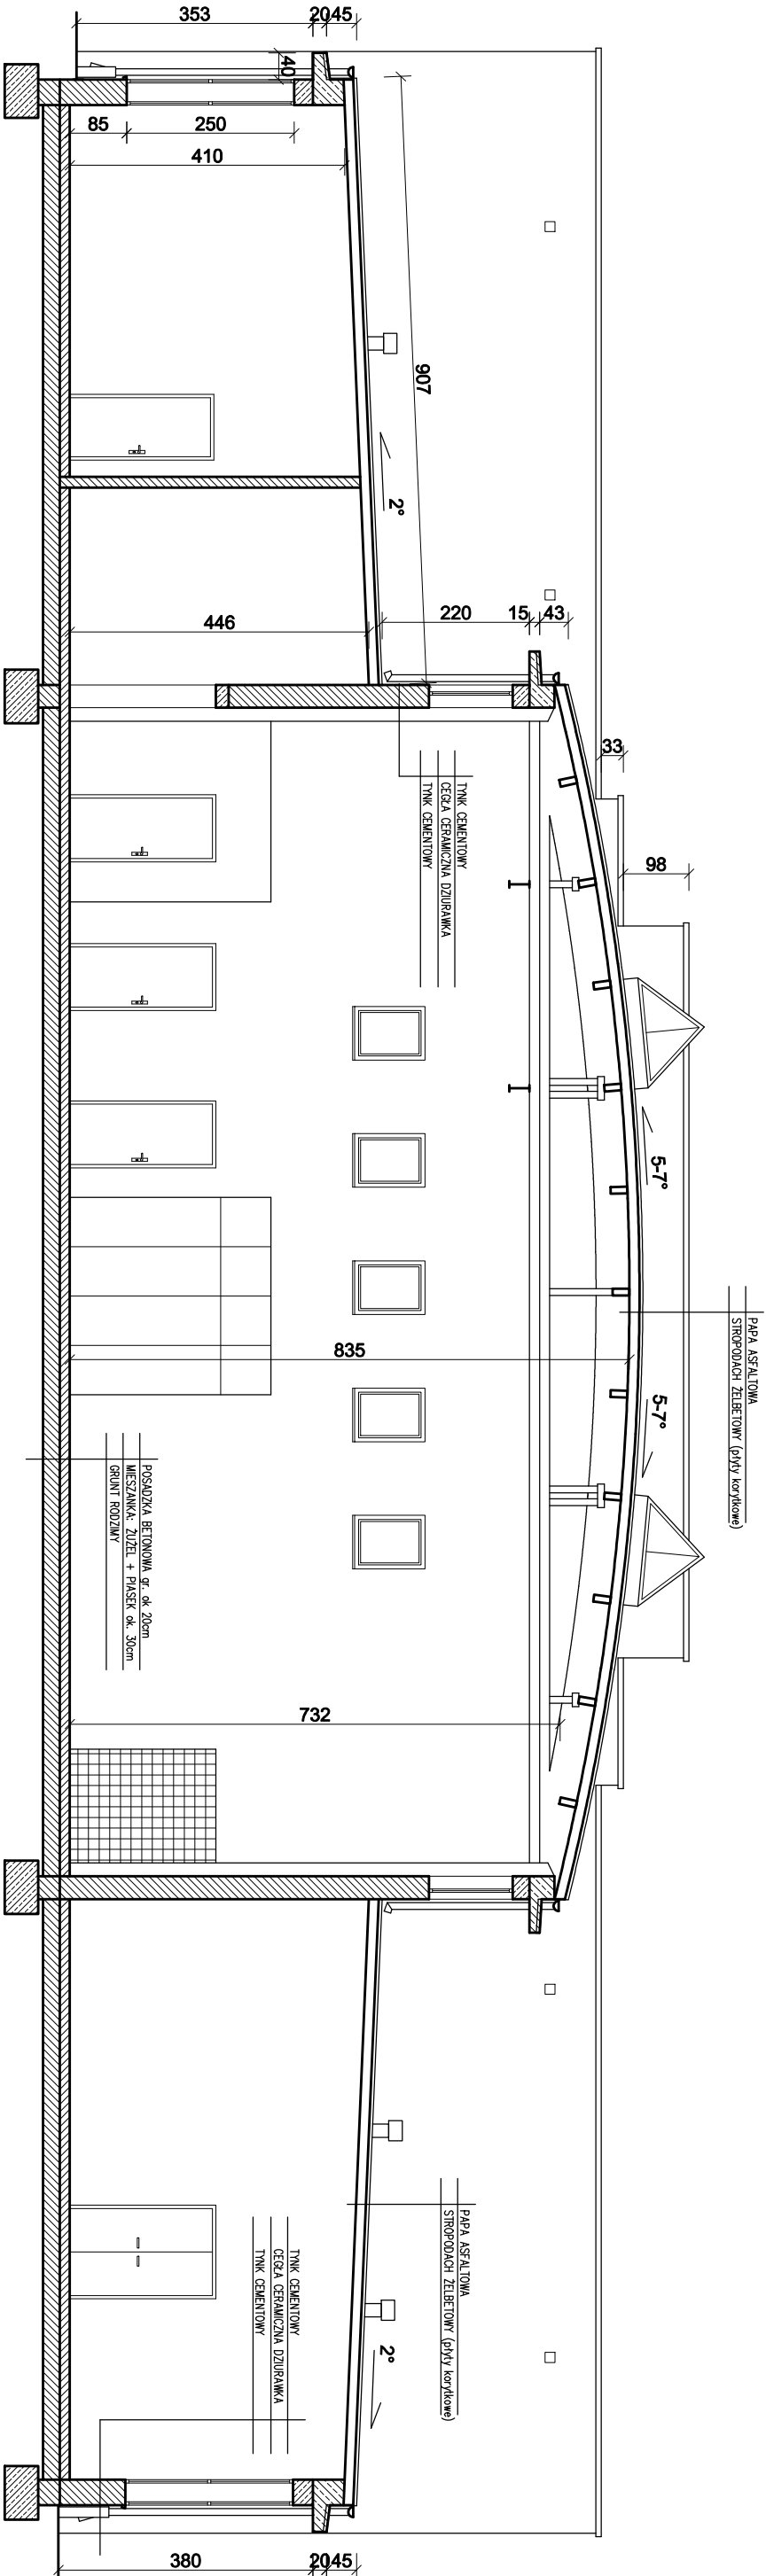 353
20
45
40
85
250
410
907
2°
446
220
15
43
TYNK CEMENTOWY
CEGŁA CERAMICZNA DZIURAWKA
TYNK CEMENTOWY
33
98
5-7°
PAPA ASFALTOWA
STROPODACH ŻELBETOWY (płyty korytkowe)
835
5-7°
POSADZKA BETONOWA gr. ok 20cm
MIESZANKA: ŻUŻEL + PIASEK ok. 30cm
GRUNT RODZIMY
732
PAPA ASFALTOWA
STROPODACH ŻELBETOWY (płyty korytkowe)
TYNK CEMENTOWY
CEGŁA CERAMICZNA DZIURAWKA
TYNK CEMENTOWY
2°
380
20
45